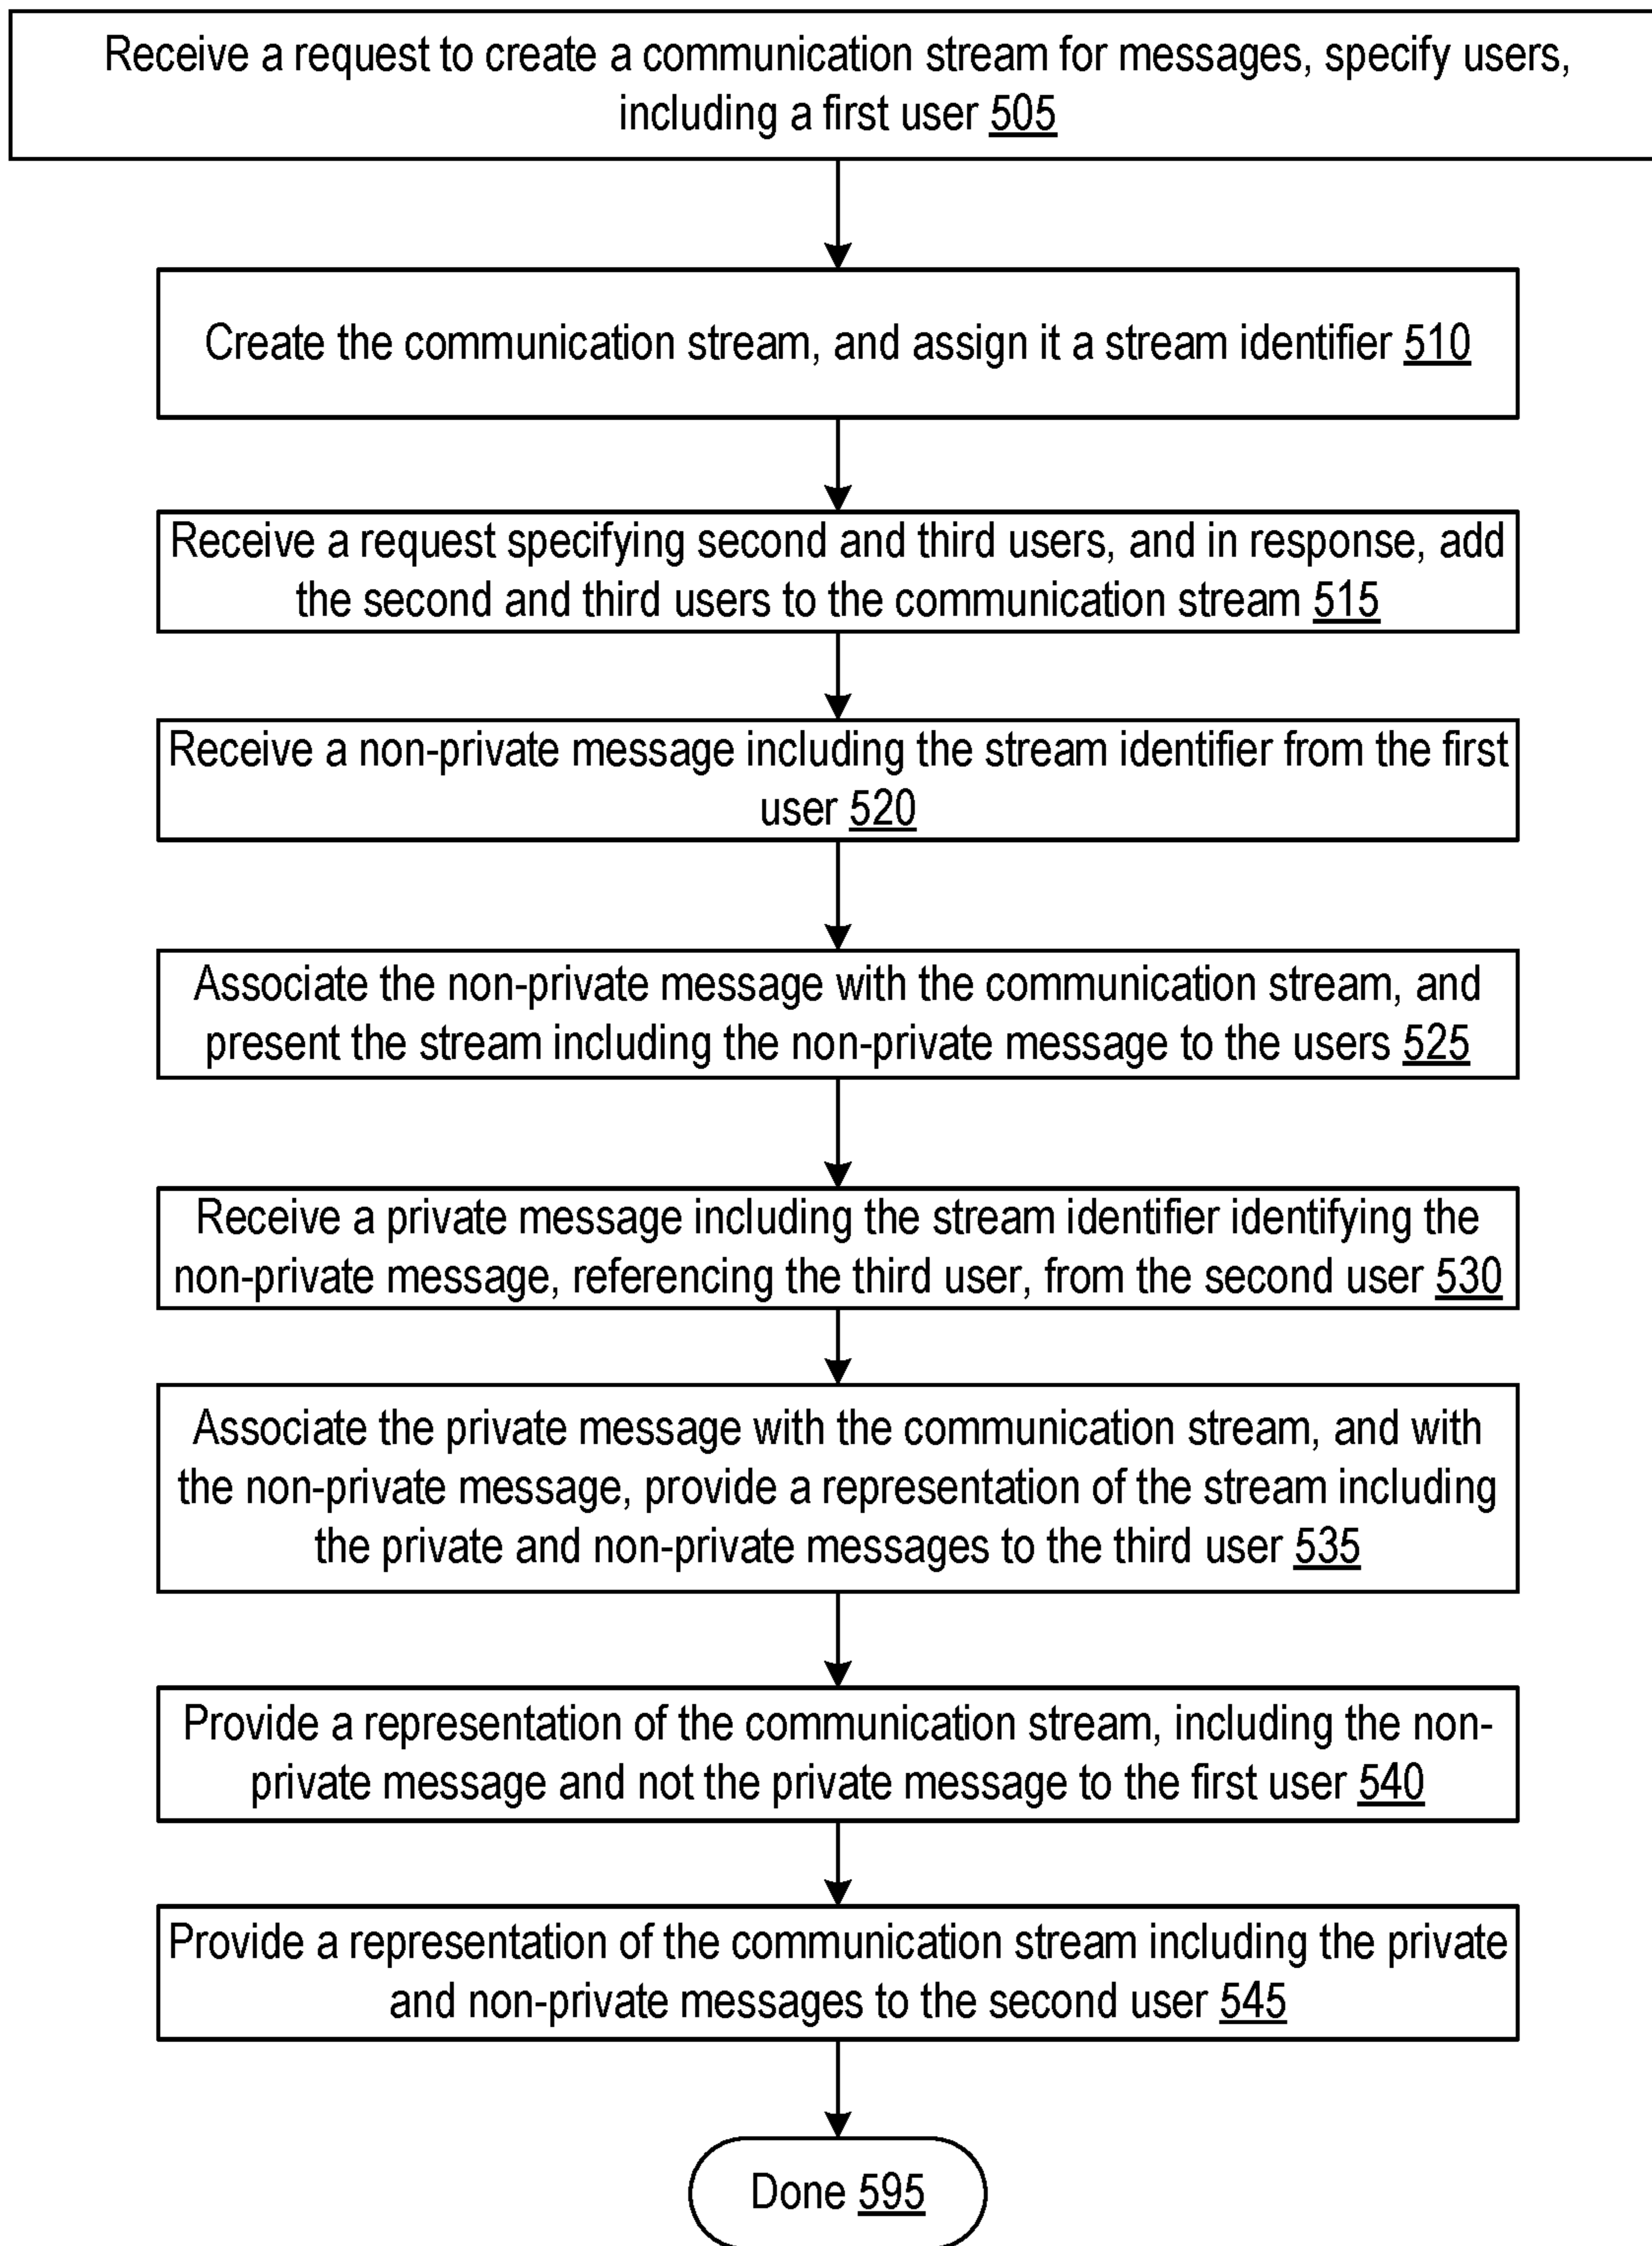 Receive a request to create a communication stream for messages, specify users,
including a first user 505
Create the communication stream, and assign it a stream identifier 510
Receive a request specifying second and third users, and in response, add
the second and third users to the communication stream 515
Receive a non-private message including the stream identifier from the first
user 520
Associate the non-private message with the communication stream, and
present the stream including the non-private message to the users 525
Receive a private message including the stream identifier identifying the
non-private message, referencing the third user, from the second user 530
Associate the private message with the communication stream, and with
the non-private message, provide a representation of the stream including
the private and non-private messages to the third user 535
Provide a representation of the communication stream, including the non-
private message and not the private message to the first user 540
Provide a representation of the communication stream including the private
and non-private messages to the second user 545
Done 595